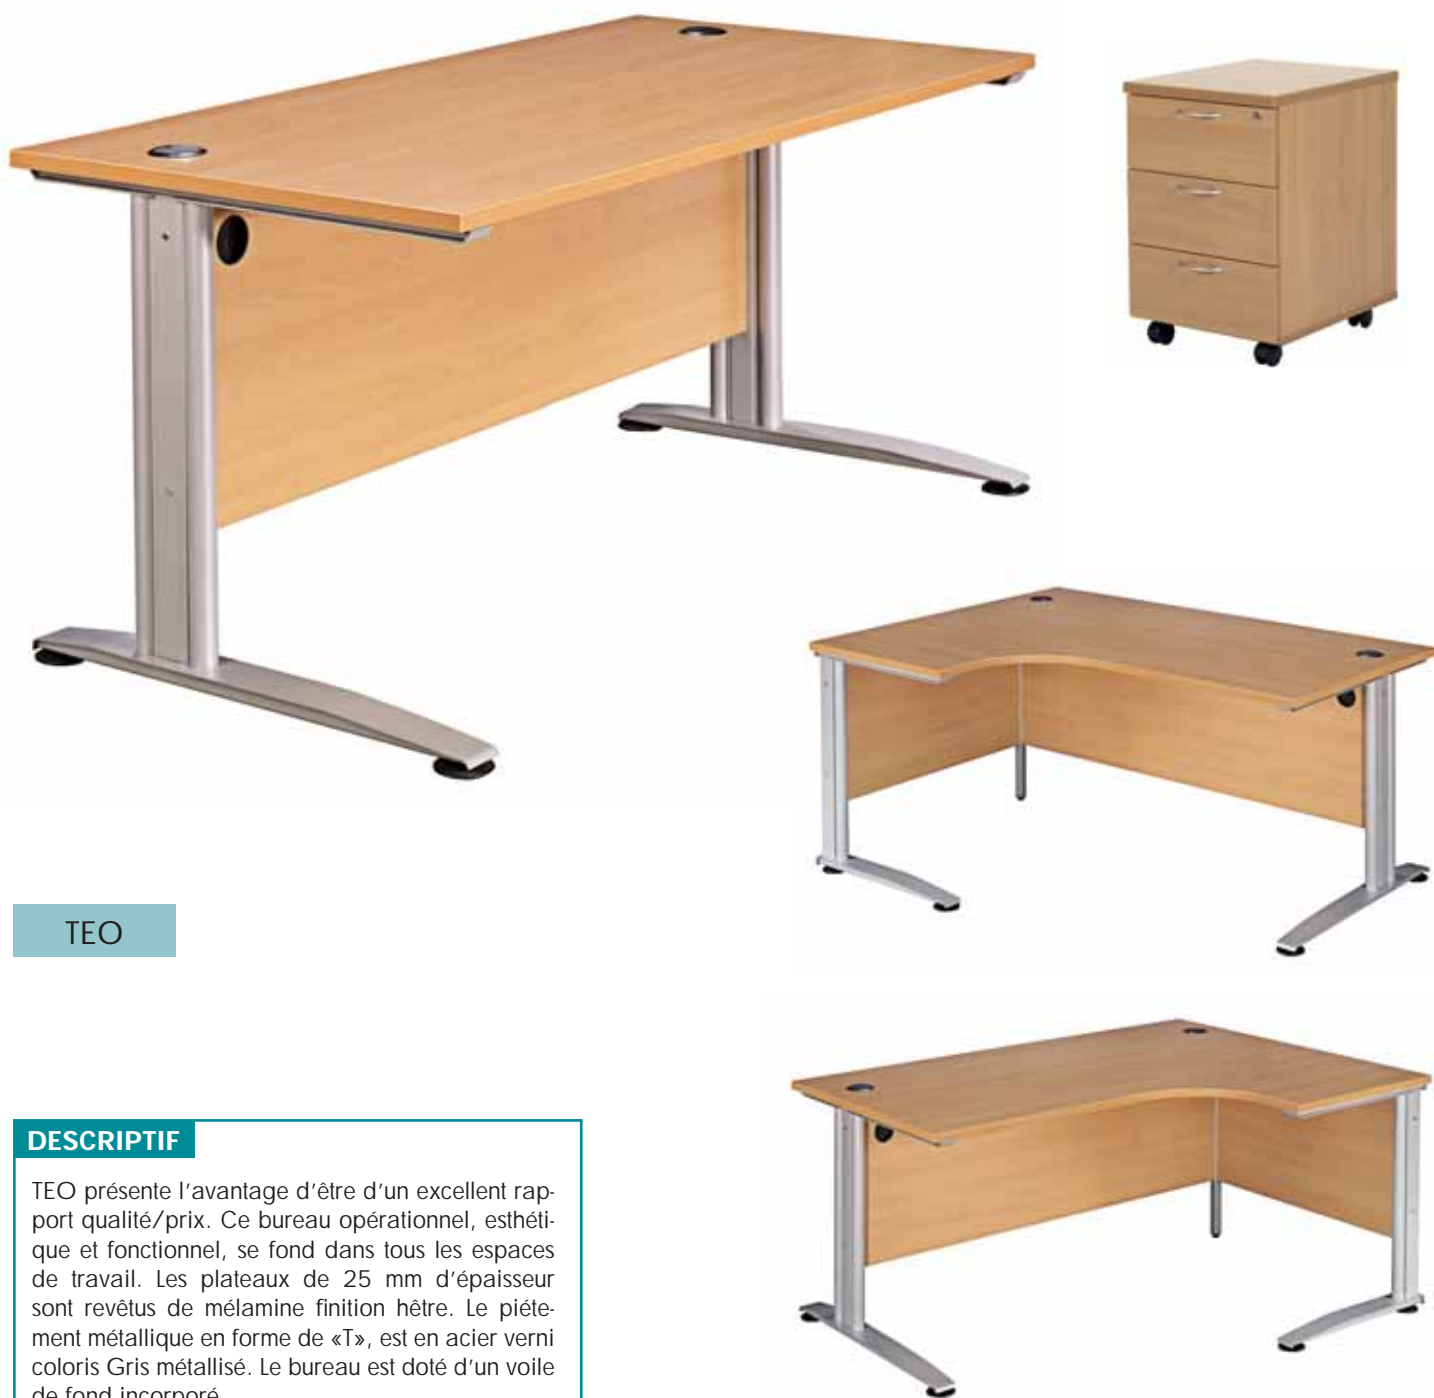 TEO
DESCRIPTIF
TEO présente l'avantage d'être d'un excellent rap-
port qualité/prix. Ce bureau opérationnel, esthéti-
que et fonctionnel, se fond dans tous les espaces
de travail. Les plateaux de 25 mm d'épaisseur
sont revêtus de mélamine finition hêtre. Le piéte-
ment métallique en forme de «T», est en acier verni
coloris Gris métallisé. Le bureau est doté d'un voile
de fond incorporé